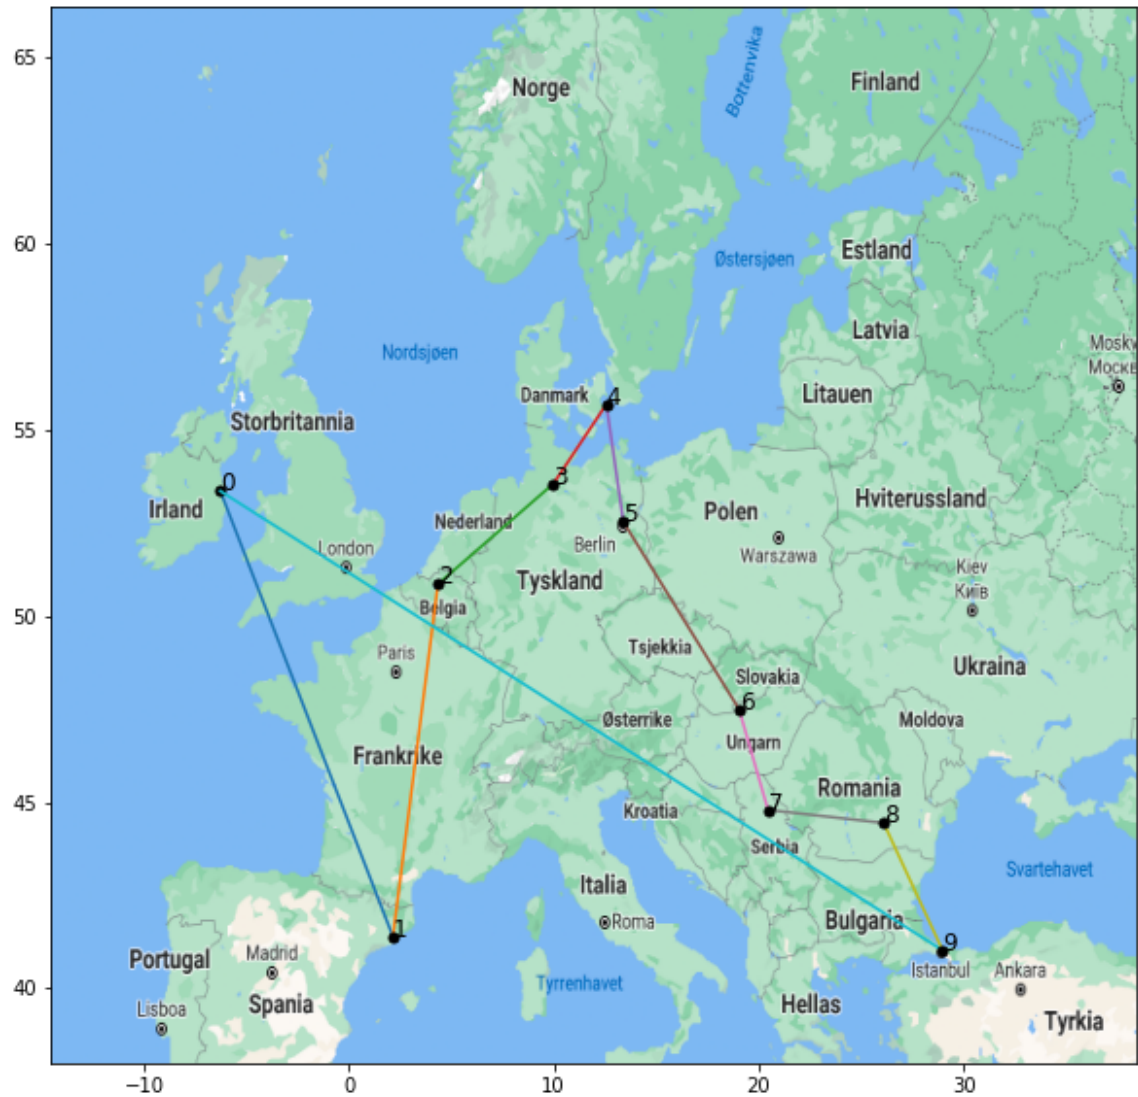 65
60
55
50
45
40
−10
0
10
20
30
Norge
Bottenvika
Finland
Østersjøen
Estland
Latvia
Litauen
Moskv
Москв
Nordsjøen
Danmark
4
Storbritannia
Irland
0
London
Nederland
3
Polen
5
Berlin
Warszawa
Hviterussland
Kiev
Київ
2
Belgia
Tyskland
Paris
Tsjekkia
Slovakia
Ukraina
6
Østerrike
Ungarn
Moldova
Frankrike
Romania
7
8
Kroatia
Serbia
Svartehavet
Italia
Roma
Bulgaria
1
9
Portugal
Madrid
Istanbul
Ankara
Tyrrenhavet
Lisboa
Spania
Hellas
Tyrkia